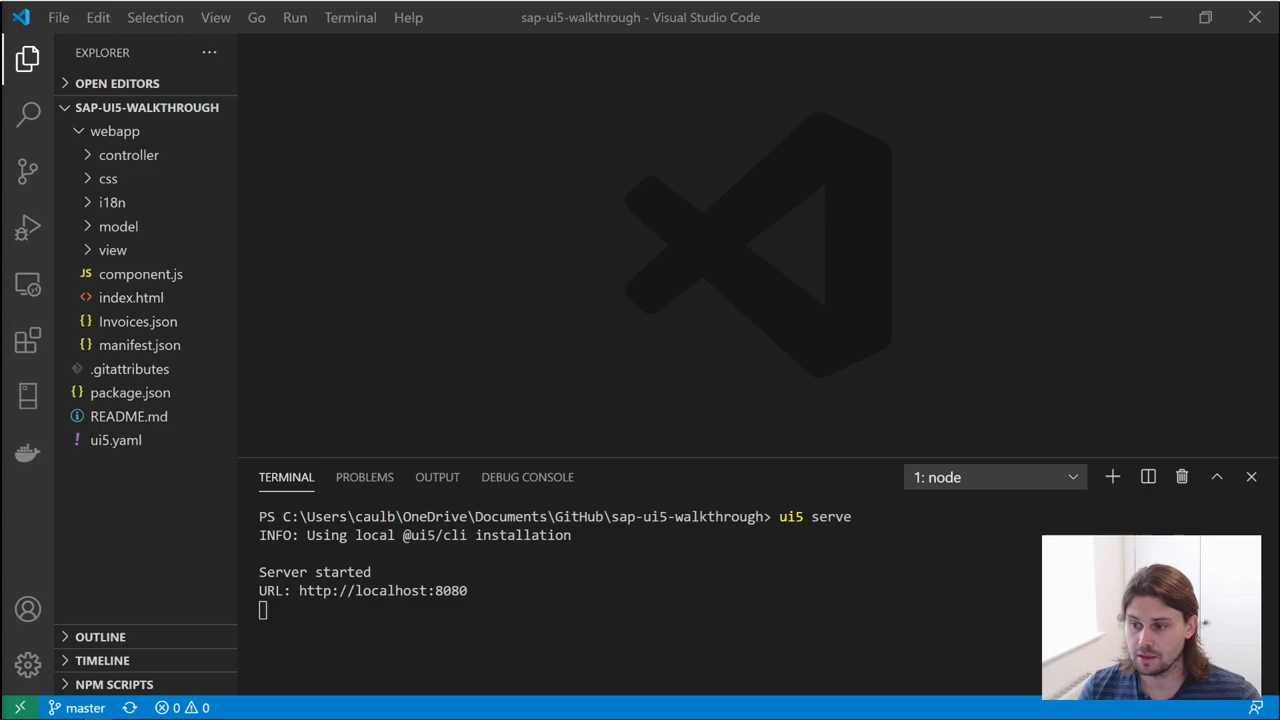 File Edit Selection View Go Run Terminal Help
sap-ui5-walkthrough - Visual Studio Code
EXPLORER
OPEN EDITORS
SAP-UI5-WALKTHROUGH
webapp
controller
css
i18n
model
view
JS component.js
<> index.html
{} Invoices.json
{} manifest.json
.gitattributes
{} package.json
README.md
! ui5.yaml
OUTLINE
TIMELINE
NPM SCRIPTS
TERMINAL PROBLEMS OUTPUT DEBUG CONSOLE
1: node
PS C:\Users\caulb\OneDrive\Documents\GitHub\sap-ui5-walkthrough> ui5 serve
INFO: Using local @ui5/cli installation
Server started
URL: http://localhost:8080
master 0 0